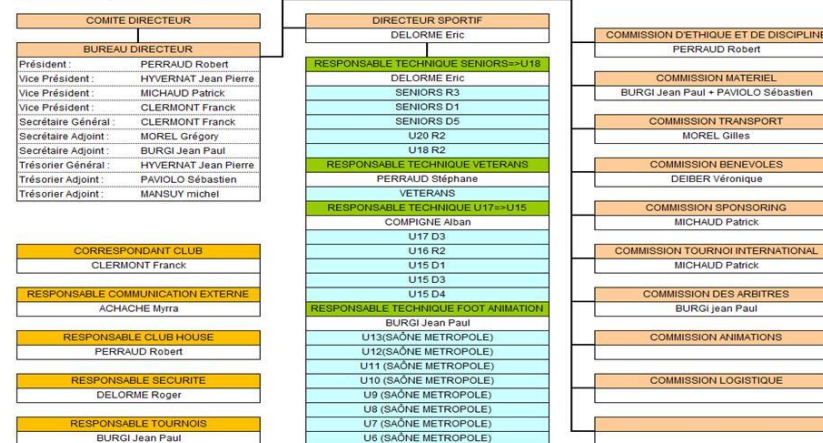 COMITE DIRECTEUR
BUREAU DIRECTEUR
Président : PERRAUD Robert
Vice Président : HYVERNAT Jean Pierre
Vice Président : MICHAUD Patrick
Vice Président : CLERMONT Franck
Secrétaire Général : CLERMONT Franck
Secrétaire Adjoint : MOREL Grégory
Secrétaire Adjoint : BURGI Jean Paul
Trésorier Général : HYVERNAT Jean Pierre
Trésorier Adjoint : PAVIOLO Sébastien
Trésorier Adjoint : MANSUY michel
CORRESPONDANT CLUB
CLERMONT Franck
RESPONSABLE COMMUNICATION EXTERNE
ACHACHE Myrra
RESPONSABLE CLUB HOUSE
PERRAUD Robert
RESPONSABLE SECURITE
DELORME Roger
RESPONSABLE TOURNOIS
BURGI Jean Paul
DIRECTEUR SPORTIF
DELORME Eric
RESPONSABLE TECHNIQUE SENIORS=>U18
DELORME Eric
SENIORS R3
SENIORS D1
SENIORS D5
U20 R2
U18 R2
RESPONSABLE TECHNIQUE VETERANS
PERRAUD Stéphane
VETERANS
RESPONSABLE TECHNIQUE U17=>U15
COMPIGNE Alban
U17 D3
U16 R2
U15 D1
U15 D3
U15 D4
RESPONSABLE TECHNIQUE FOOT ANIMATION
BURGI Jean Paul
U13(SAÔNE METROPOLE)
U12(SAÔNE METROPOLE)
U11 (SAÔNE METROPOLE)
U10 (SAÔNE METROPOLE)
U9 (SAÔNE METROPOLE)
U8 (SAÔNE METROPOLE)
U7 (SAÔNE METROPOLE)
U6 (SAÔNE METROPOLE)
COMMISSION D'ETHIQUE ET DE DISCIPLINE
PERRAUD Robert
COMMISSION MATERIEL
BURGI Jean Paul + PAVIOLO Sébastien
COMMISSION TRANSPORT
MOREL Gilles
COMMISSION BENEVOLES
DEIBER Véronique
COMMISSION SPONSORING
MICHAUD Patrick
COMMISSION TOURNOI INTERNATIONAL
MICHAUD Patrick
COMMISSION DES ARBITRES
BURGI jean Paul
COMMISSION ANIMATIONS
COMMISSION LOGISTIQUE